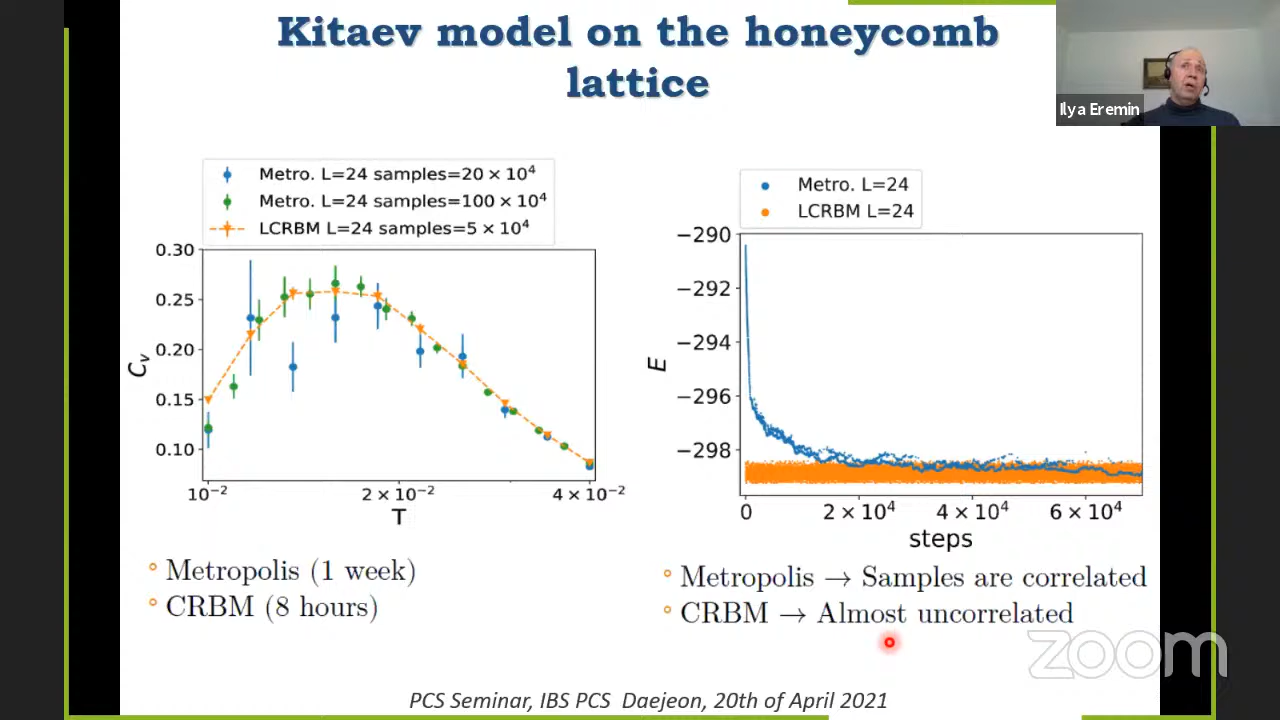 Kitaev model on the honeycomb
lattice
Ilya Eremin
Metro. L=24 samples=20 × 10⁴
Metro. L=24 samples=100 × 10⁴
LCRBM L=24 samples=5 × 10⁴
0.30
0.25
0.20
0.15
0.10
Cᵥ
10⁻²
2 × 10⁻²
4 × 10⁻²
T
Metro. L=24
LCRBM L=24
−290
−292
−294
−296
−298
E
0
2 × 10⁴
4 × 10⁴
6 × 10⁴
steps
Metropolis (1 week)
CRBM (8 hours)
Metropolis → Samples are correlated
CRBM → Almost uncorrelated
zoom
PCS Seminar, IBS PCS Daejeon, 20th of April 2021